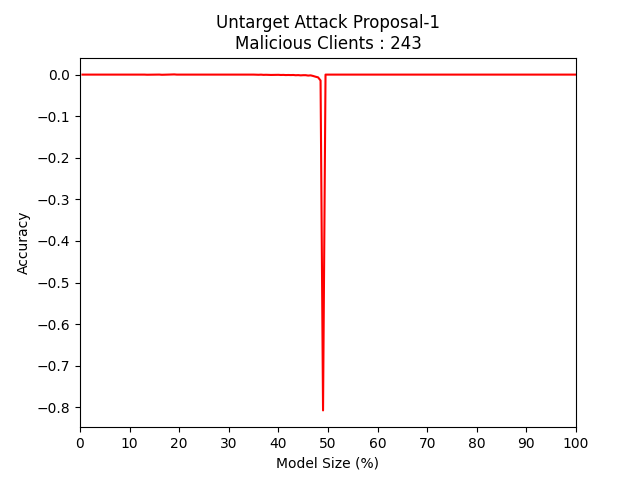 Untarget Attack Proposal-1
Malicious Clients : 243
0.0
−0.1
−0.2
−0.3
−0.4
−0.5
−0.6
−0.7
−0.8
Accuracy
0 10 20 30 40 50 60 70 80 90 100
Model Size (%)